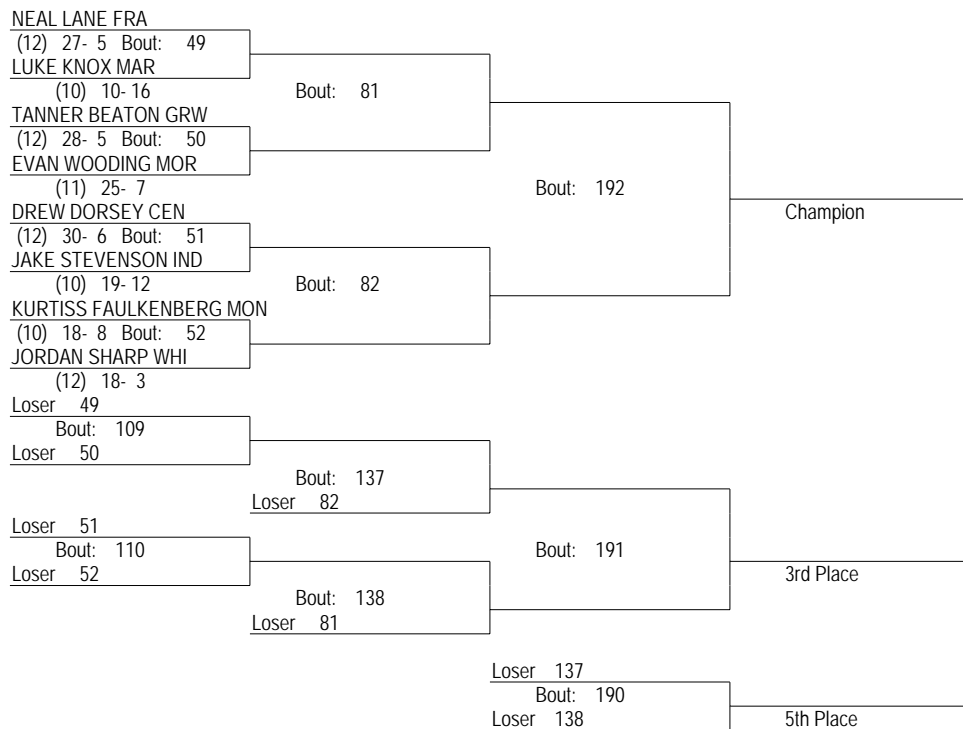 NEAL LANE FRA
(12) 27- 5 Bout: 49
LUKE KNOX MAR
(10) 10-16
Bout: 81
TANNER BEATON GRW
(12) 28- 5 Bout: 50
EVAN WOODING MOR
(11) 25- 7
Bout: 192
DREW DORSEY CEN
Champion
(12) 30- 6 Bout: 51
JAKE STEVENSON IND
(10) 19-12
Bout: 82
KURTISS FAULKENBERG MON
(10) 18- 8 Bout: 52
JORDAN SHARP WHI
(12) 18- 3
Loser 49
Bout: 109
Loser 50
Bout: 137
Loser 82
Loser 51
Bout: 110
Bout: 191
Loser 52
3rd Place
Bout: 138
Loser 81
Loser 137
Bout: 190
Loser 138
5th Place